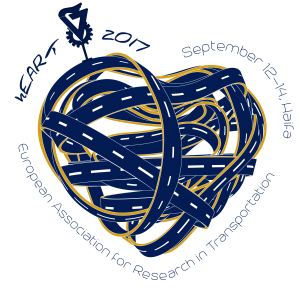 hEART 2017
September 12-14, Haifa
European Association for Research in Transportation